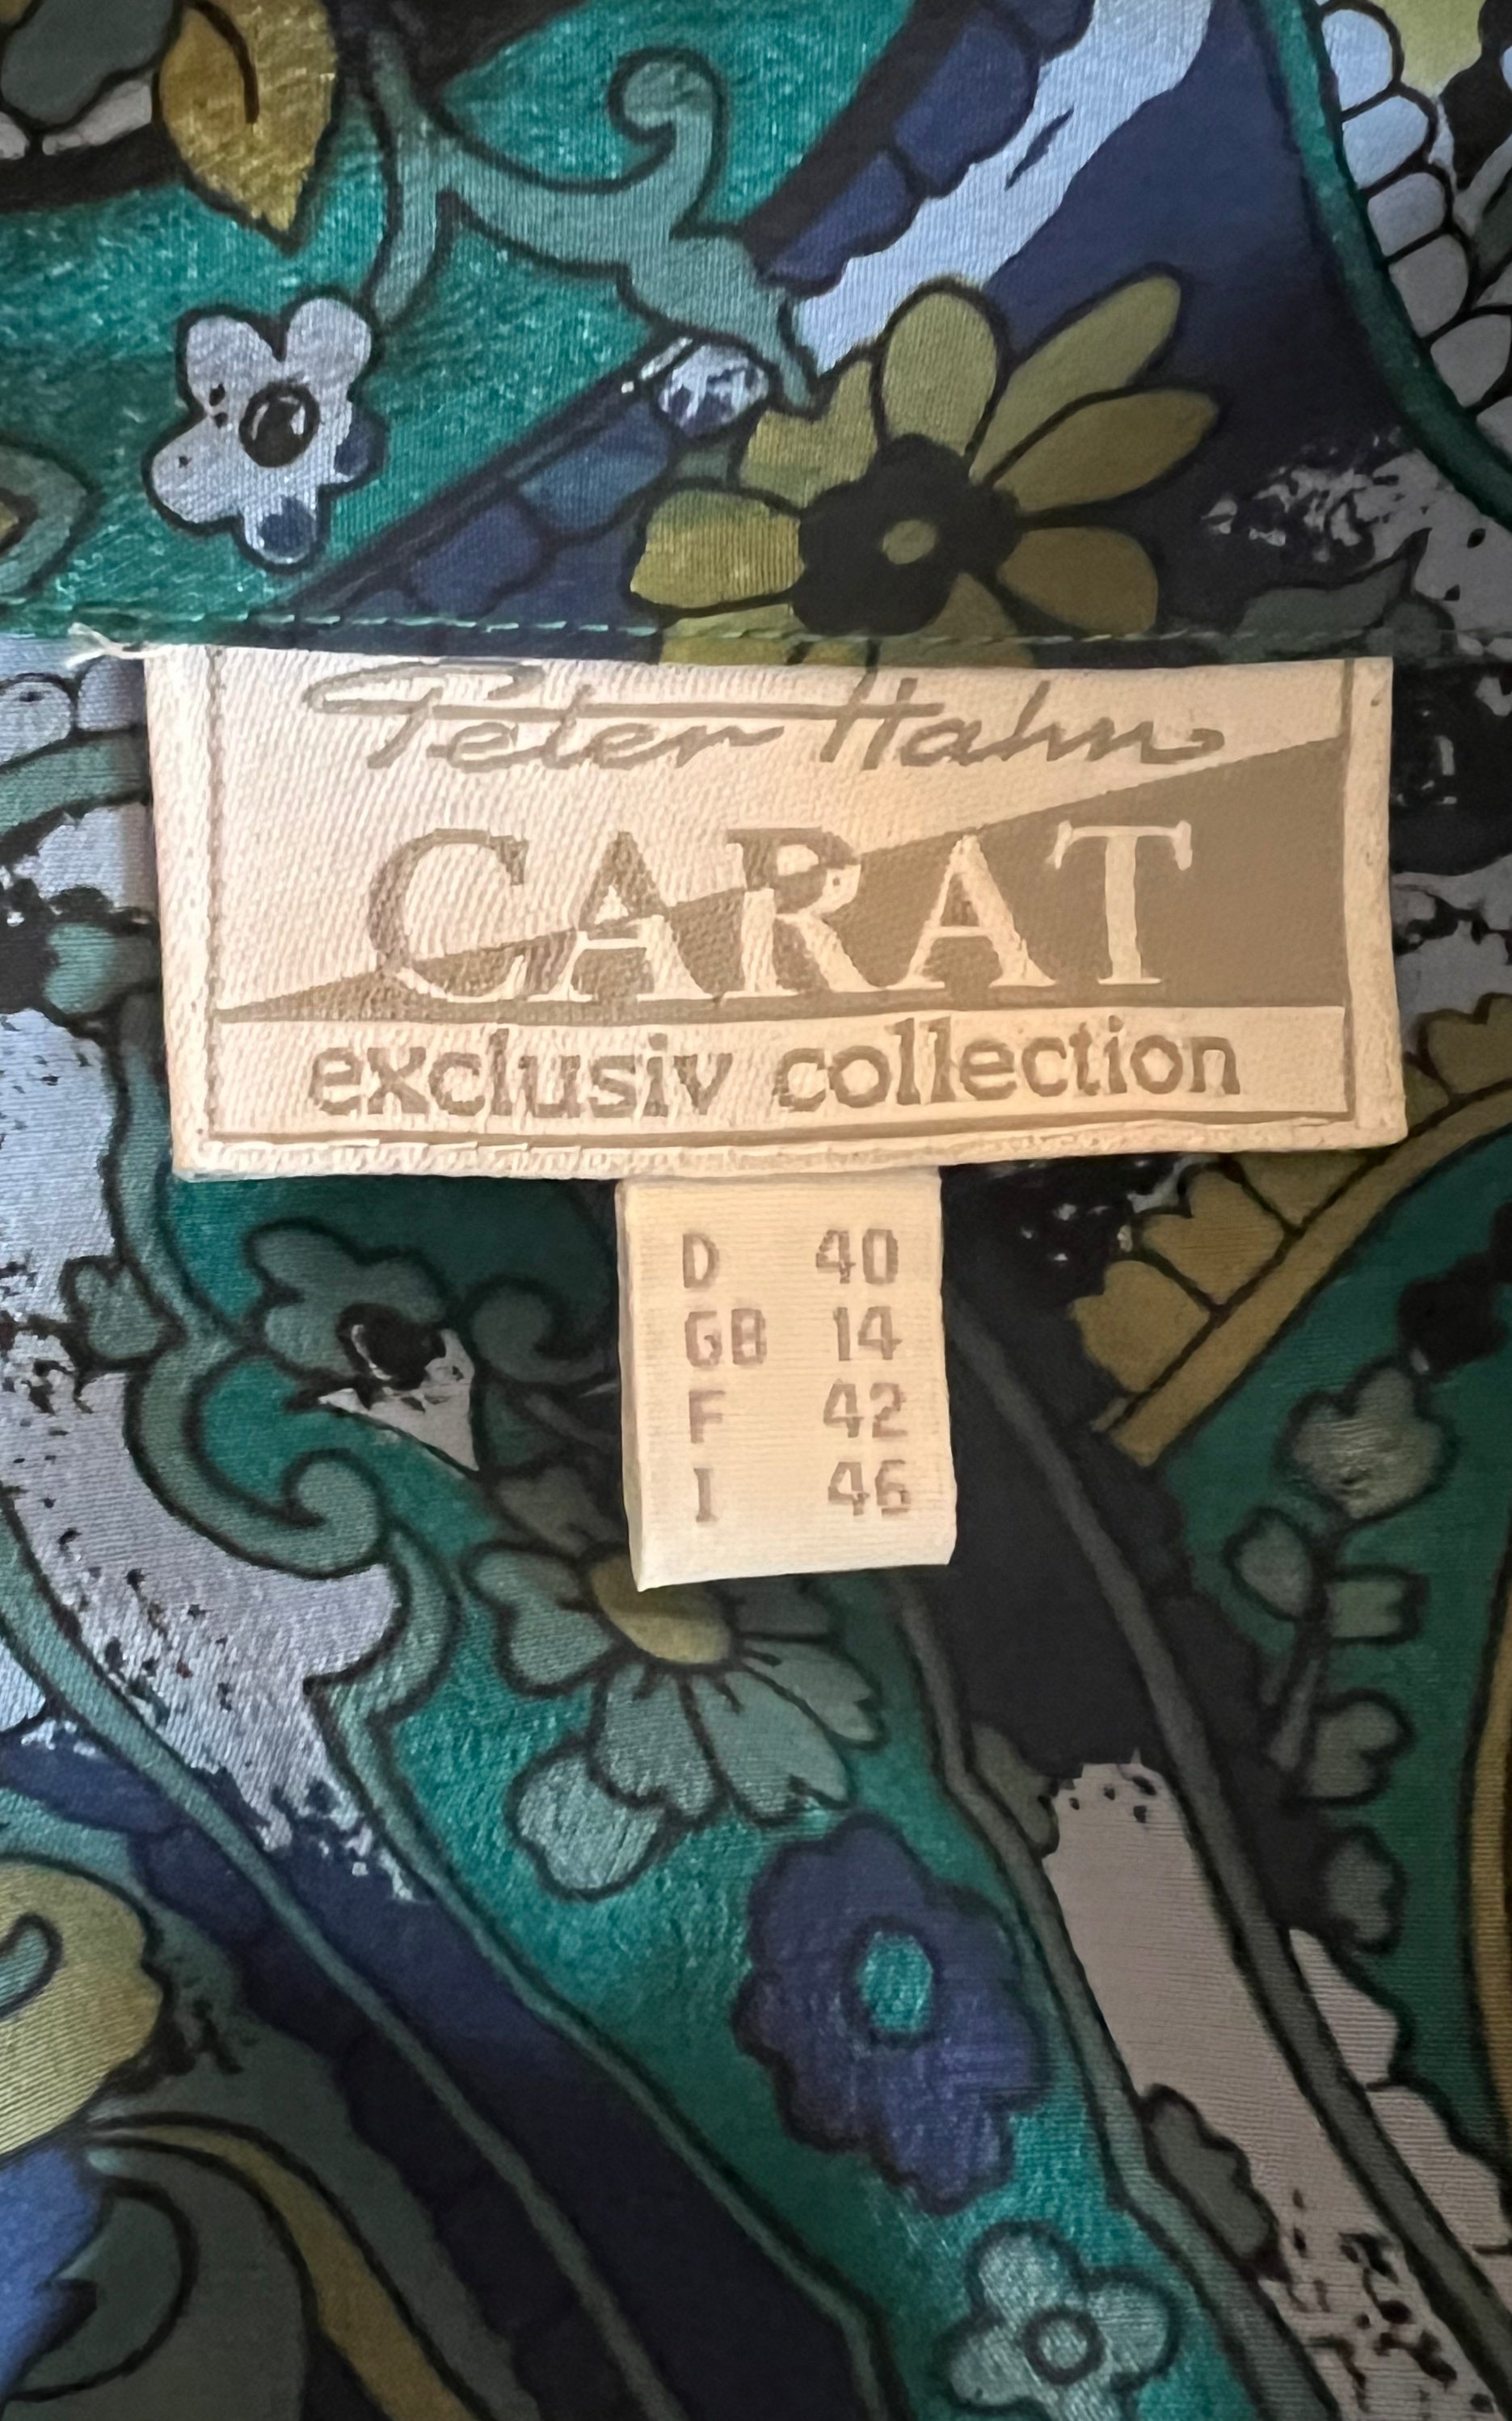 Peter Hahn
CARAT
exclusiv collection
D 40
GB 14
F 42
I 46